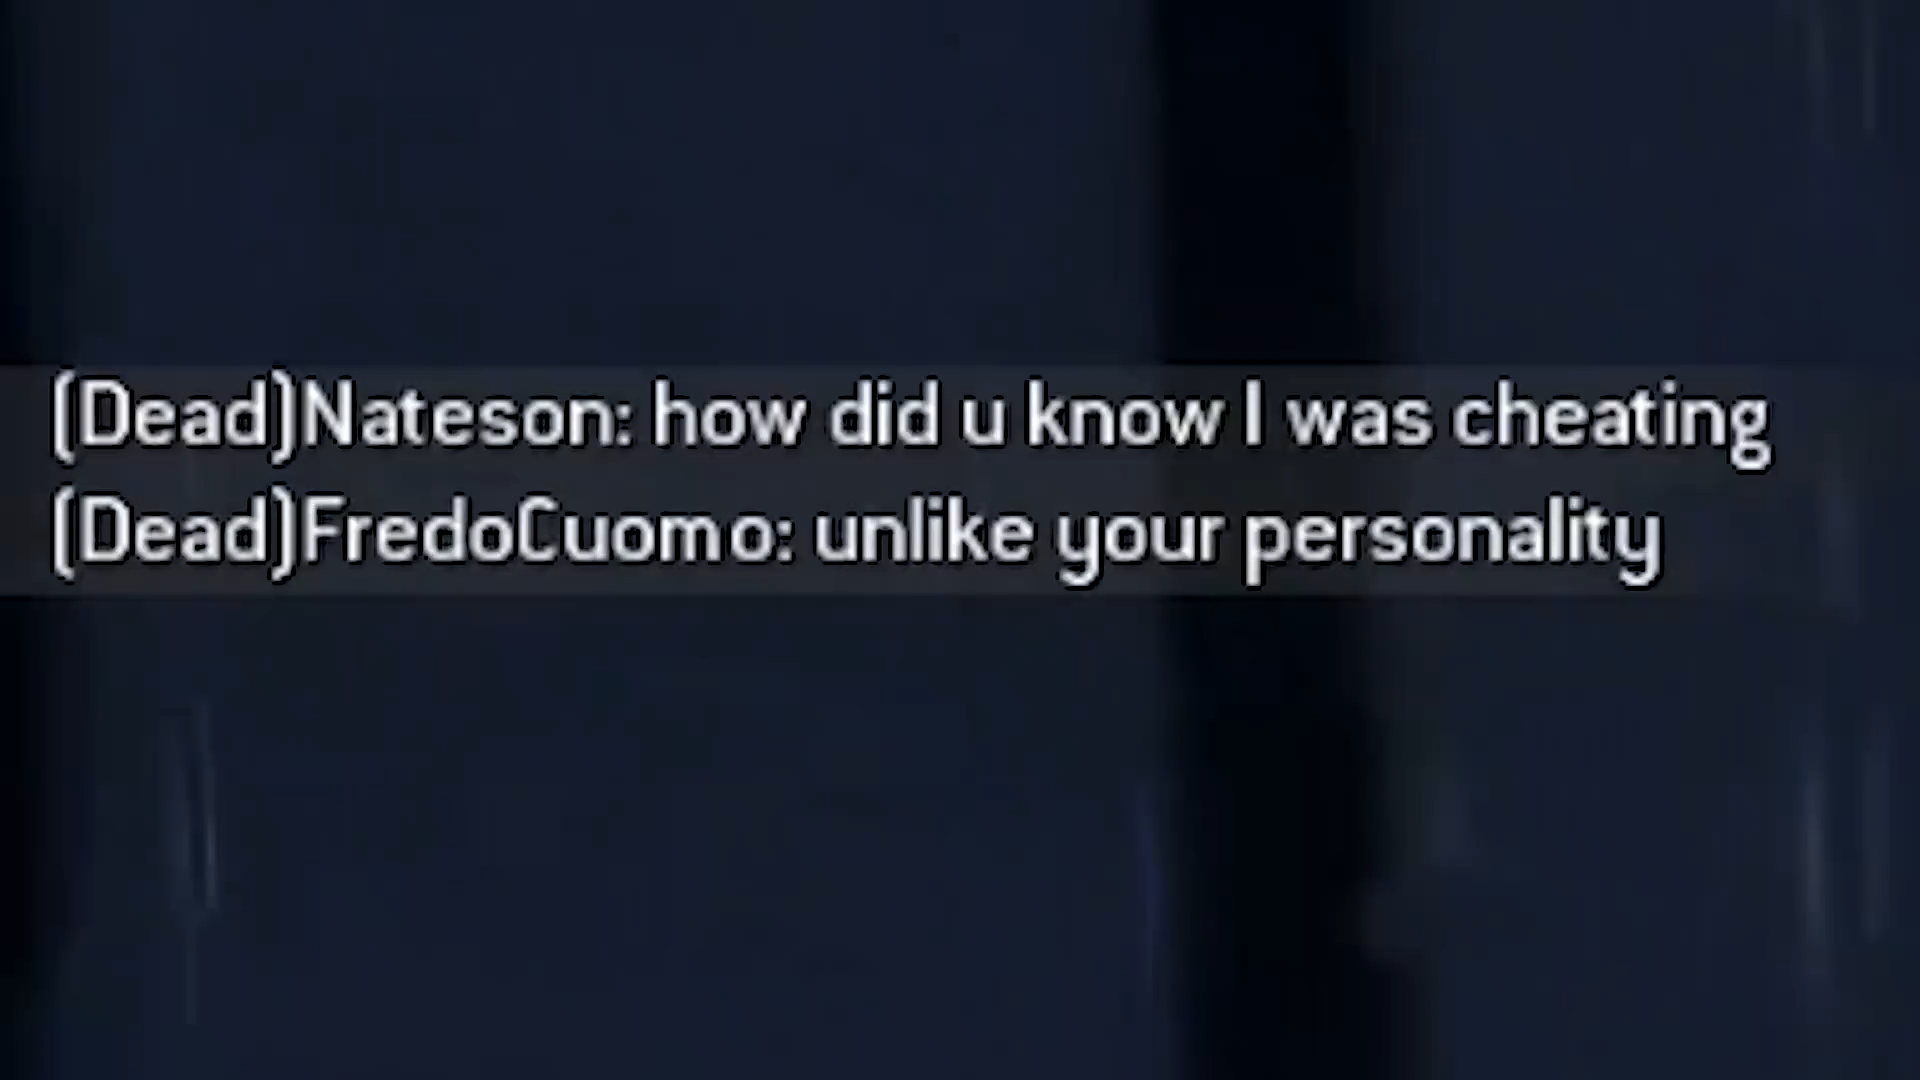 (Dead)Nateson: how did u know I was cheating
(Dead)FredoCuomo: unlike your personality